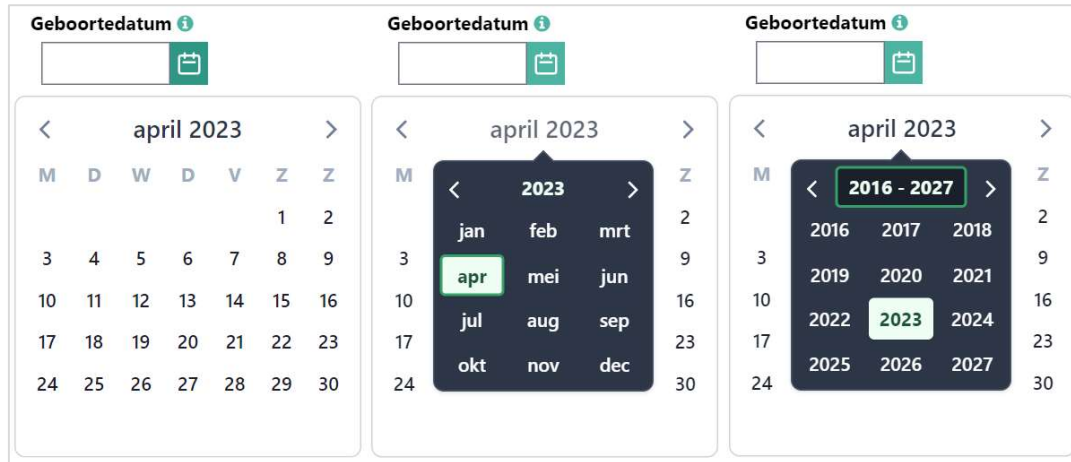 Geboortedatum i
april 2023
M D W D V Z Z
1 2
3 4 5 6 7 8 9
10 11 12 13 14 15 16
17 18 19 20 21 22 23
24 25 26 27 28 29 30
Geboortedatum i
april 2023
M Z
2023
2
jan feb mrt
3 9
apr mei jun
10 16
jul aug sep
17 23
okt nov dec
24 30
Geboortedatum i
april 2023
M Z
2016 - 2027
2
2016 2017 2018
3 9
2019 2020 2021
10 16
2022 2023 2024
17 23
2025 2026 2027
24 30